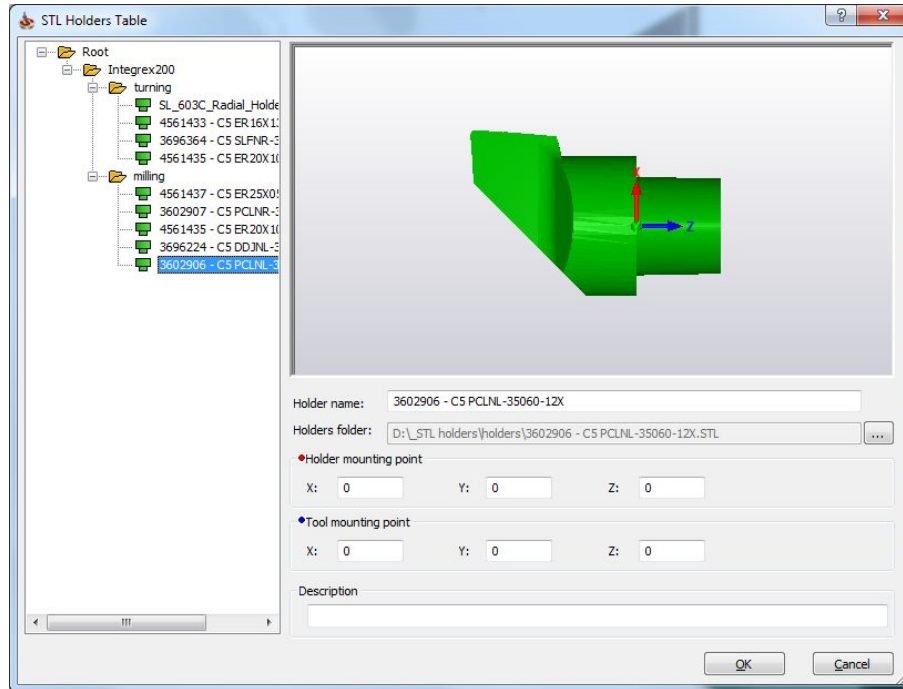 STL Holders Table
Root
Integrex200
turning
SL_603C_Radial_Holde
4561433 - C5 ER16X1
3696364 - C5 SLFNR-3
4561435 - C5 ER20X10
milling
4561437 - C5 ER25X05
3602907 - C5 PCLNR-3
4561435 - C5 ER20X10
3696224 - C5 DDJNL-3
3602906 - C5 PCLNL-3
X
Z
Holder name: 3602906 - C5 PCLNL-35060-12X
Holders folder: D:\_STL holders\holders\3602906 - C5 PCLNL-35060-12X.STL ...
Holder mounting point
X: 0 Y: 0 Z: 0
Tool mounting point
X: 0 Y: 0 Z: 0
Description
OK Cancel